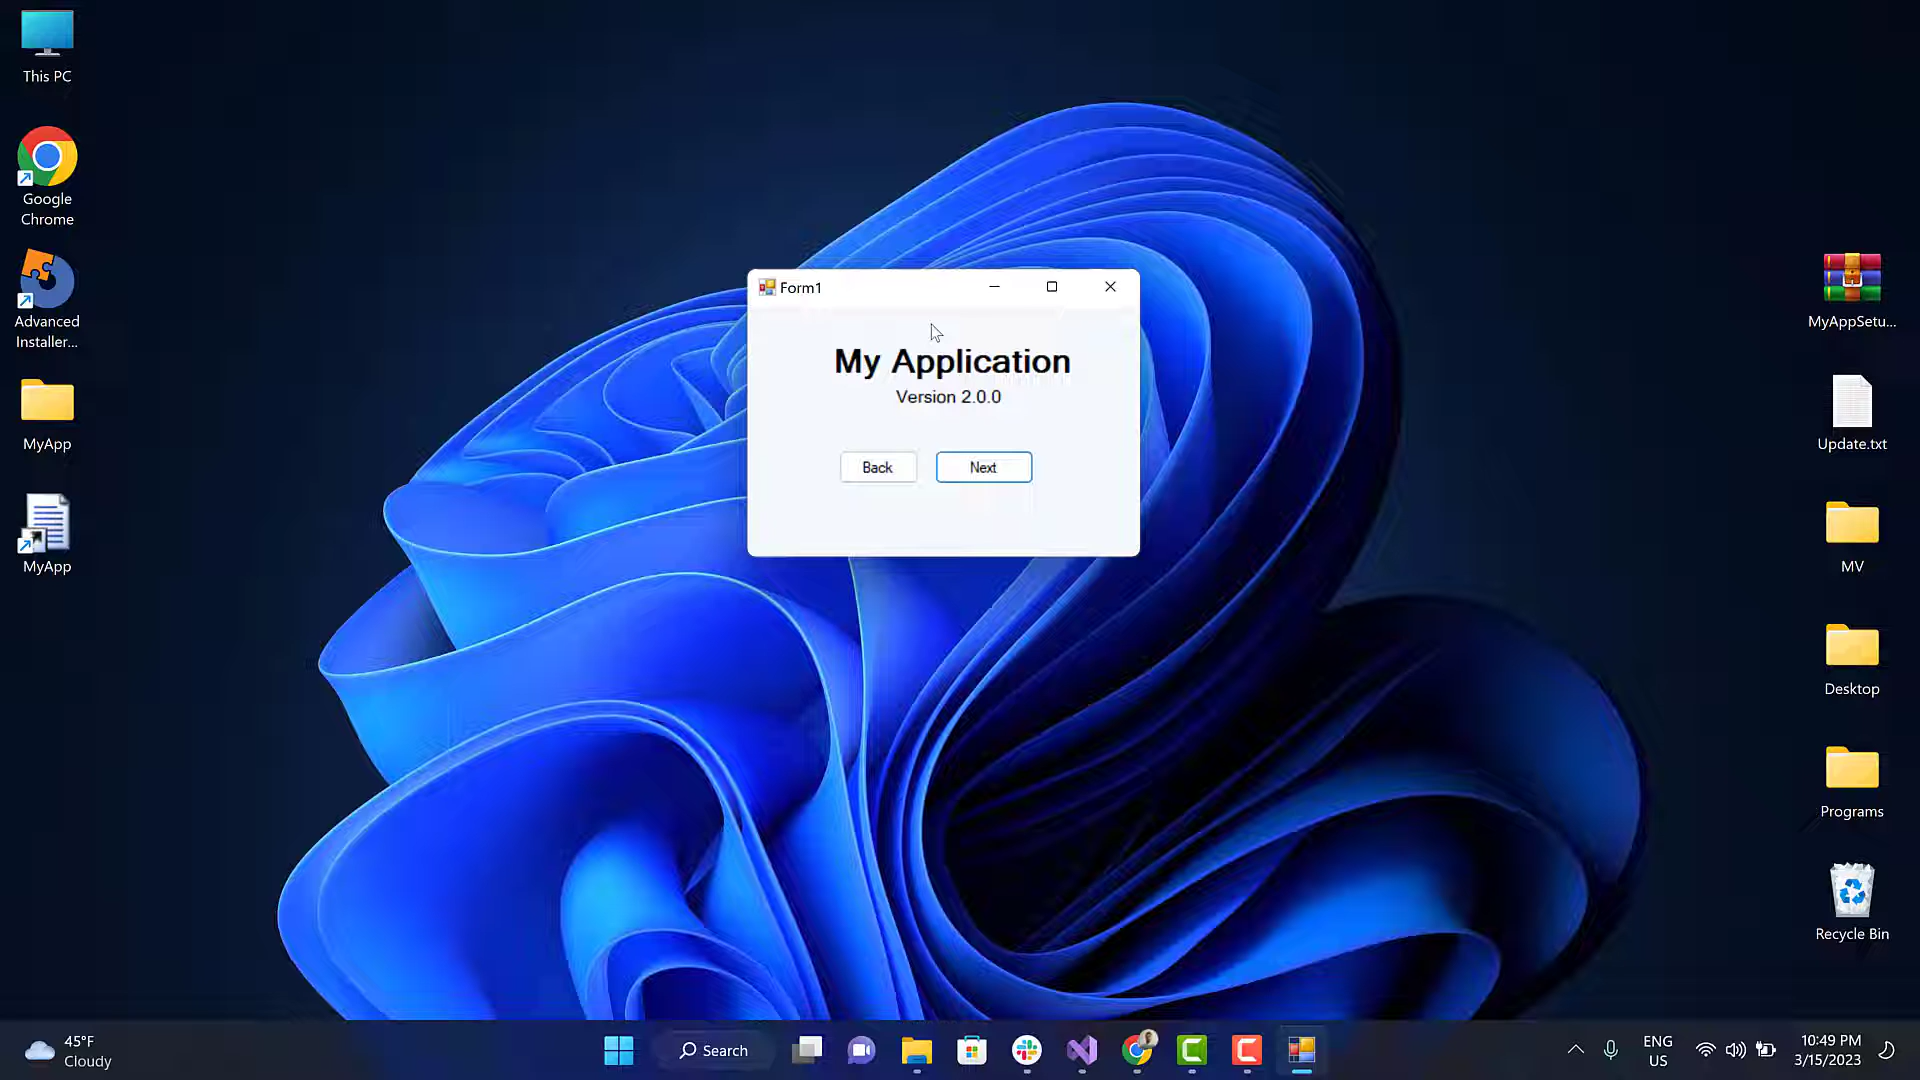 This PC
Google
Chrome
Advanced
Installer...
MyApp
MyApp
Form1
My Application
Version 2.0.0
Back
Next
MyAppSetu...
Update.txt
MV
Desktop
Programs
Recycle Bin
45°F
Cloudy
Search
ENG
US
10:49 PM
3/15/2023